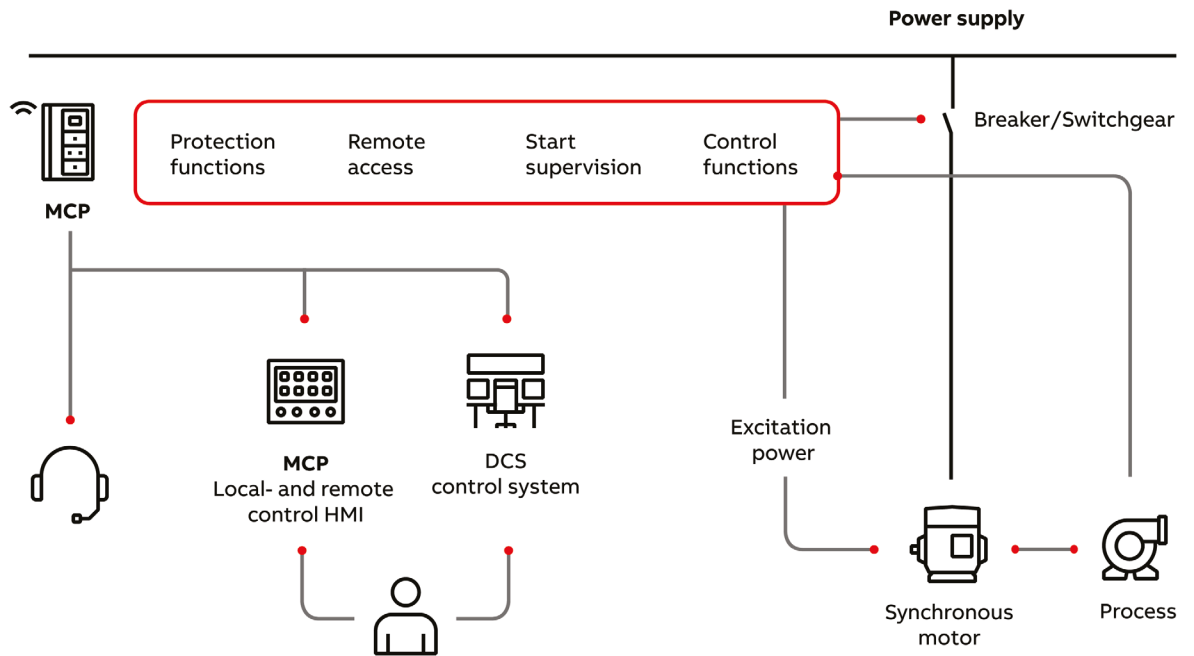 Power supply
Breaker/Switchgear
Protection
functions
Remote
access
Start
supervision
Control
functions
MCP
Excitation
power
MCP
Local- and remote
control HMI
DCS
control system
Synchronous
motor
Process